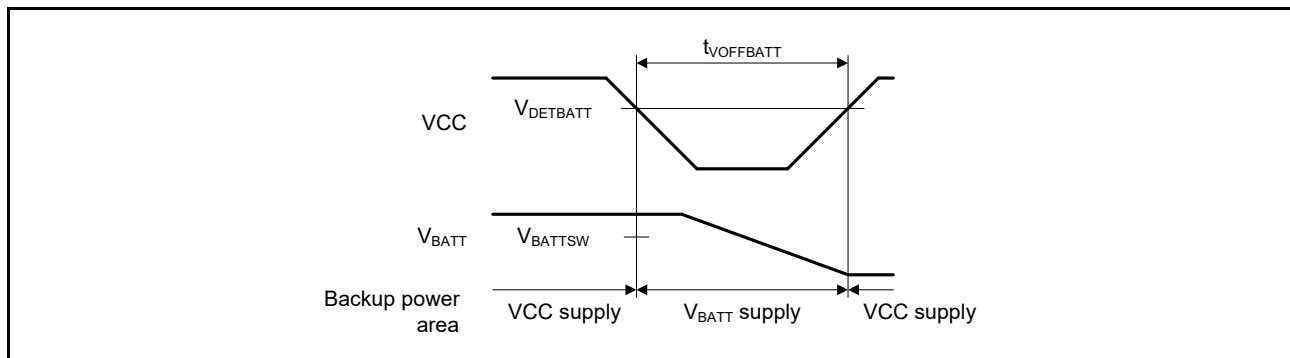 tVOFFBATT
VDETBATT
VCC
VBATT
VBATTSW
Backup power
area
VCC supply
VBATT supply
VCC supply